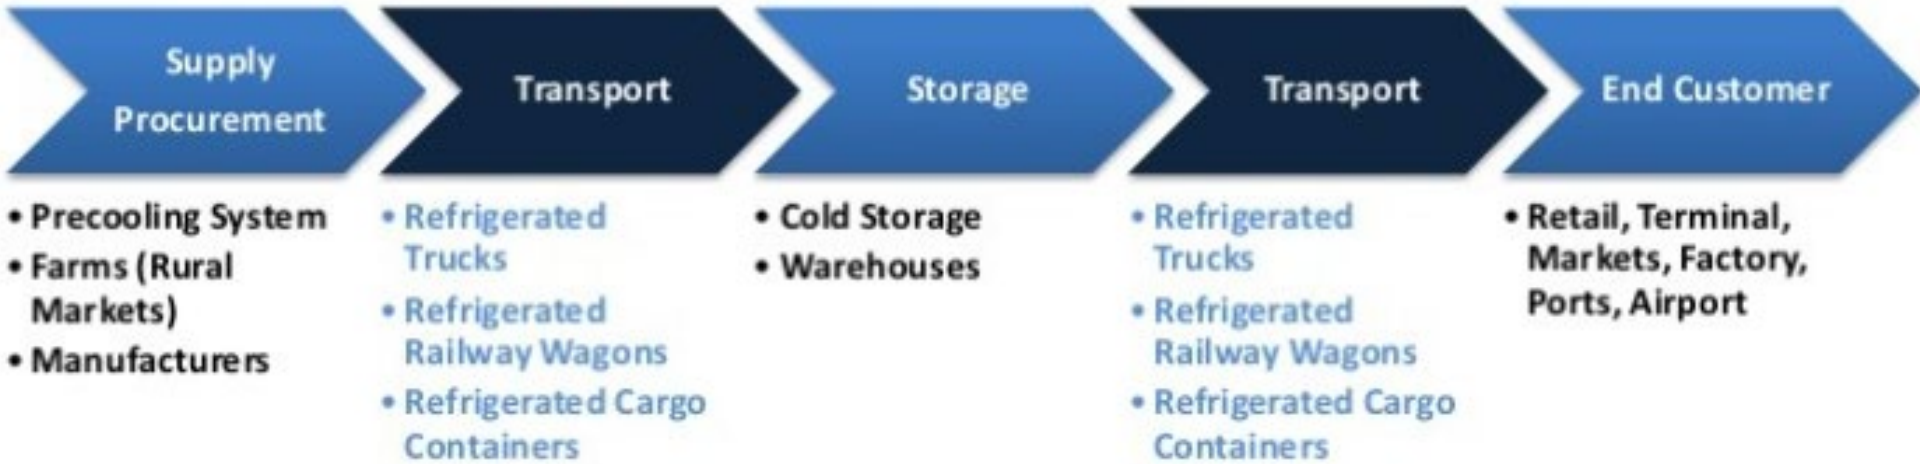 Supply
Procurement
Transport
Storage
Transport
End Customer
• Precooling System
• Farms (Rural
Markets)
• Manufacturers
• Refrigerated
Trucks
• Refrigerated
Railway Wagons
• Refrigerated Cargo
Containers
• Cold Storage
• Warehouses
• Refrigerated
Trucks
• Refrigerated
Railway Wagons
• Refrigerated Cargo
Containers
• Retail, Terminal,
Markets, Factory,
Ports, Airport